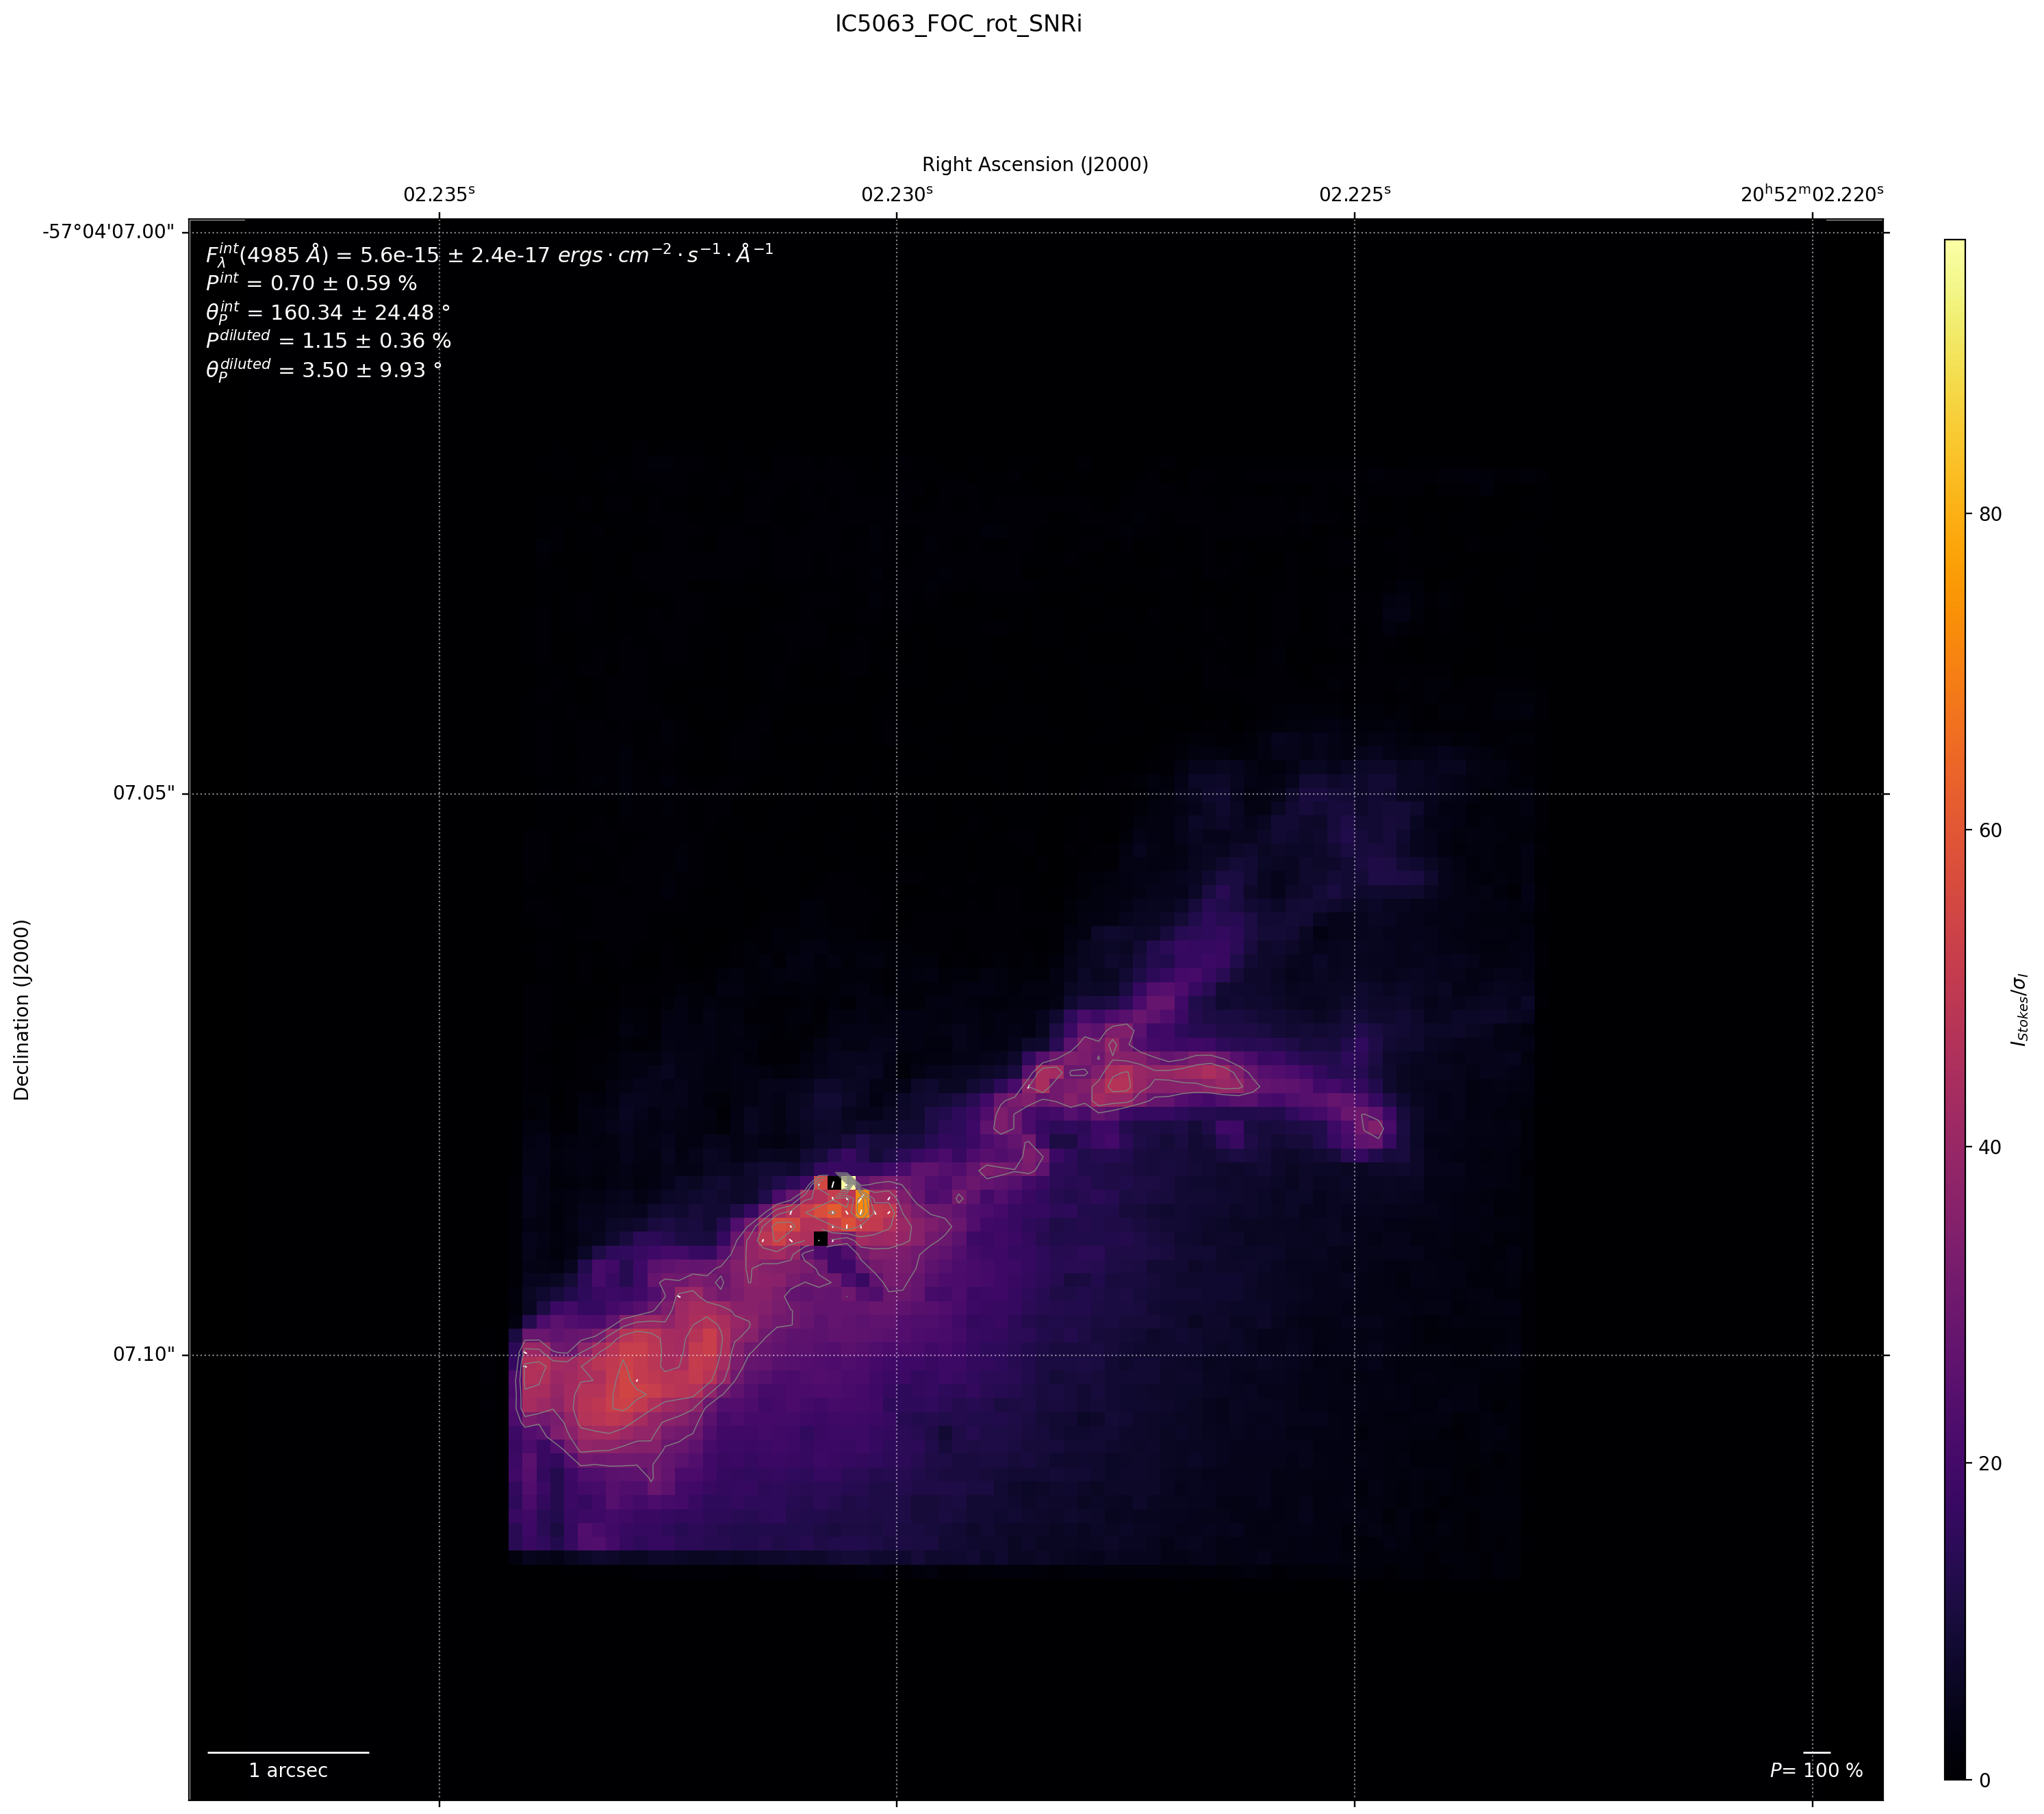 IC5063_FOC_rot_SNRi
Right Ascension (J2000)
02.235ˢ 02.230ˢ 02.225ˢ 20ʰ52ᵐ02.220ˢ
-57°04'07.00"
F_λ^int(4985 Å) = 5.6e-15 ± 2.4e-17 ergs · cm⁻² · s⁻¹ · Å⁻¹
P^int = 0.70 ± 0.59 %
θ_P^int = 160.34 ± 24.48 °
P^diluted = 1.15 ± 0.36 %
θ_P^diluted = 3.50 ± 9.93 °
07.05"
07.10"
Declination (J2000)
1 arcsec
P= 100 %
80
60
40
20
0
I_Stokes/σ_I